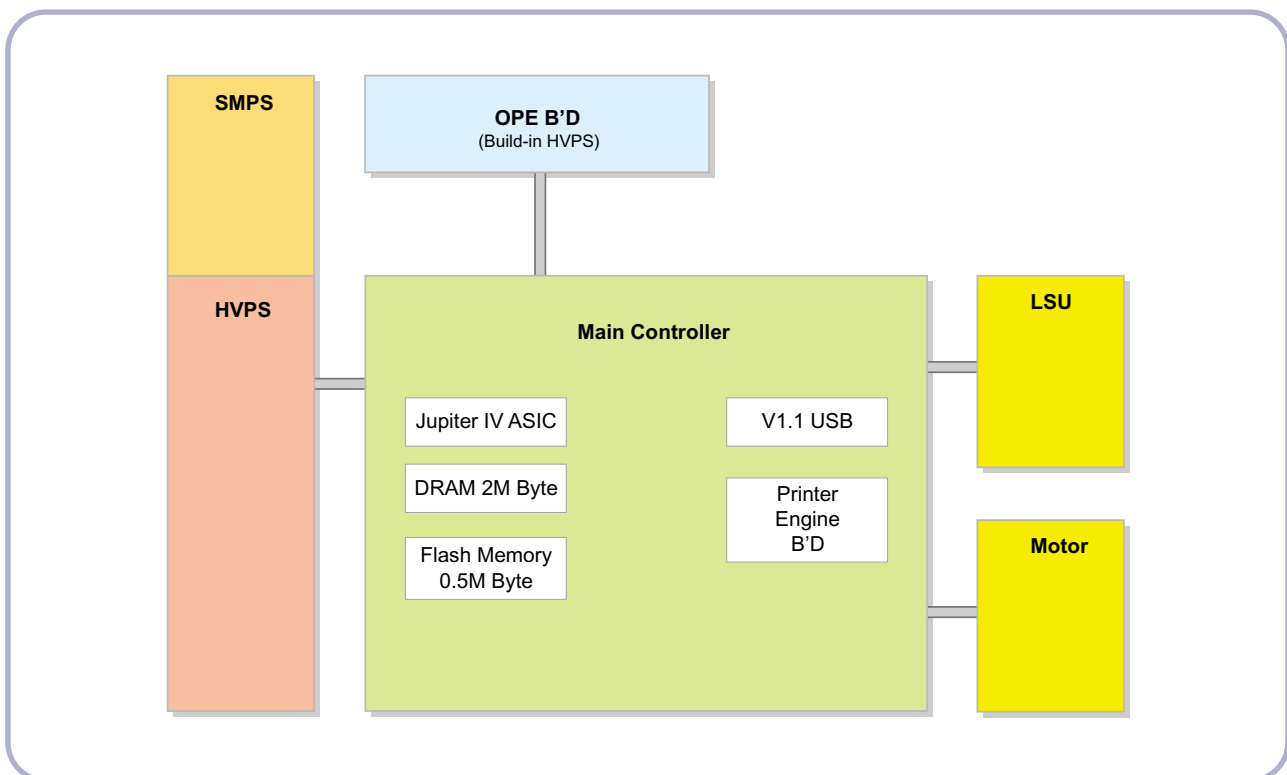 SMPS
OPE B’D
(Build-in HVPS)
HVPS
Main Controller
Jupiter IV ASIC
DRAM 2M Byte
Flash Memory
0.5M Byte
V1.1 USB
Printer
Engine
B’D
LSU
Motor